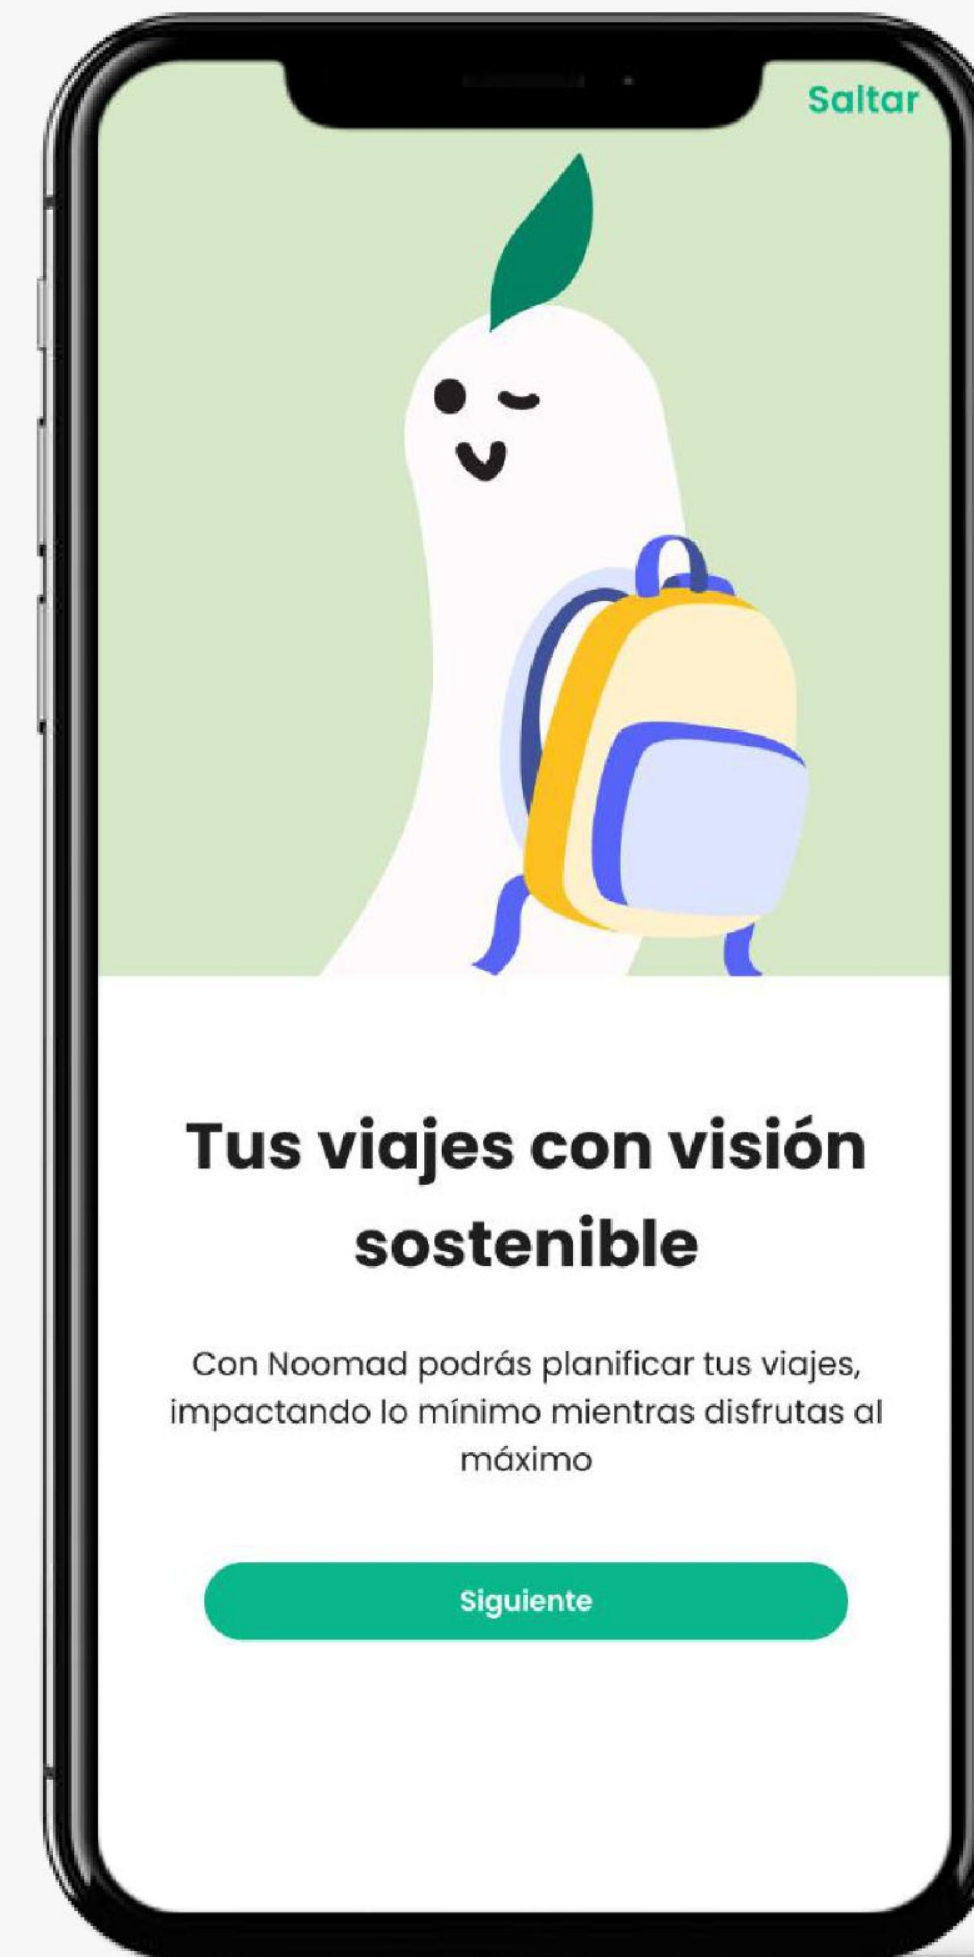 Saltar
Tus viajes con visión
sostenible
Con Noomad podrás planificar tus viajes,
impactando lo mínimo mientras disfrutas al
máximo
Siguiente